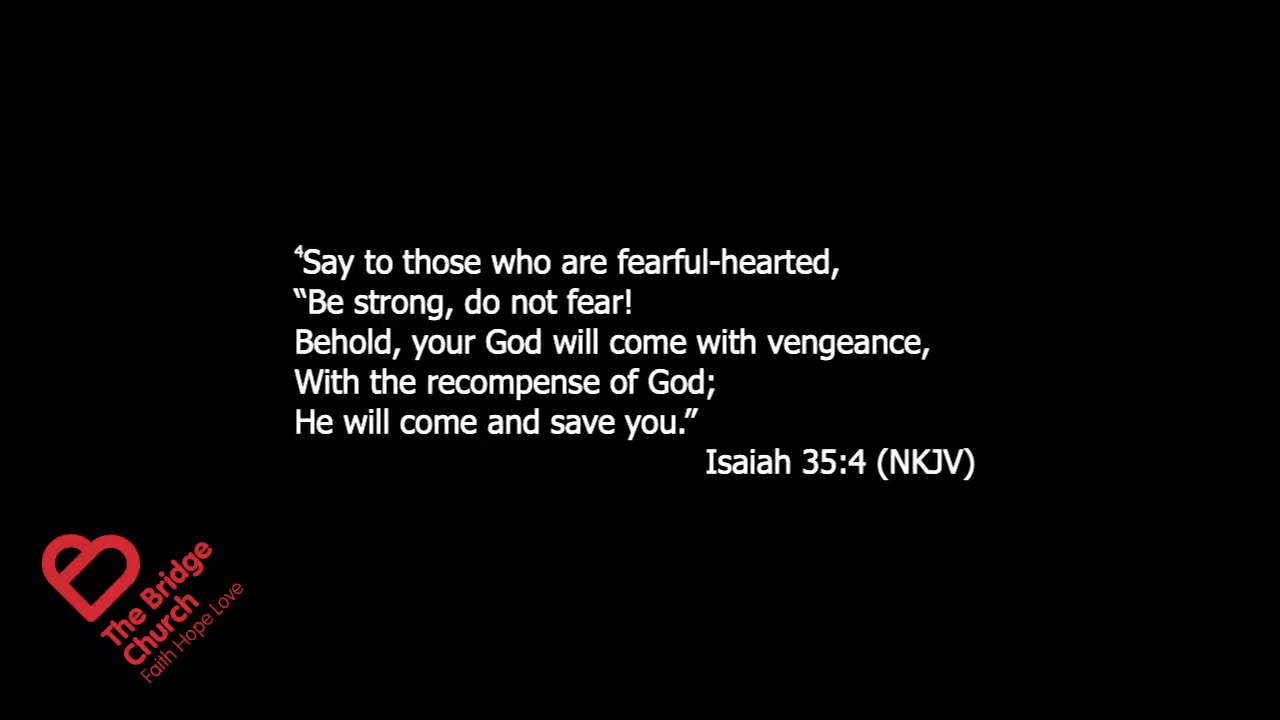 ⁴Say to those who are fearful-hearted,
“Be strong, do not fear!
Behold, your God will come with vengeance,
With the recompense of God;
He will come and save you.”
Isaiah 35:4 (NKJV)
The Bridge
Church
Faith Hope Love